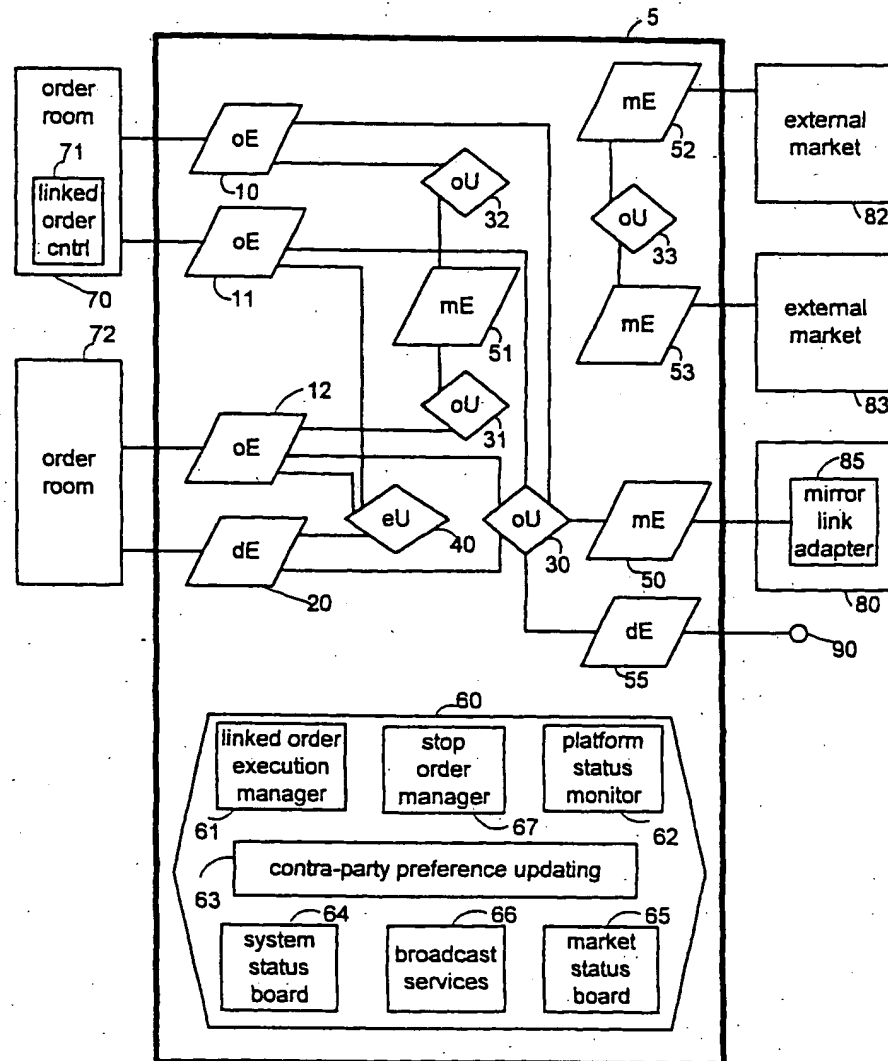 5
order
room
71
linked
order
cntrl
70
oE
10
oE
11
oU
32
mE
51
oU
31
mE
52
oU
33
mE
53
external
market
82
external
market
83
72
order
room
12
oE
dE
20
eU
40
oU
30
mE
50
85
mirror
link
adapter
80
dE
55
90
60
linked order
execution
manager
61
stop
order
manager
67
platform
status
monitor
62
contra-party preference updating
63
64
system
status
board
66
broadcast
services
65
market
status
board